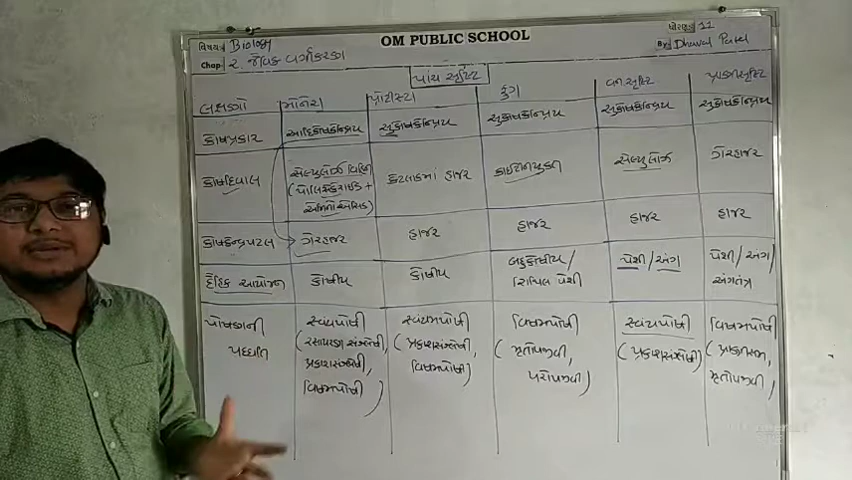 વિષય: Biology
OM PUBLIC SCHOOL
ધોરણ: 11
Chap: 2. જૈવિક વર્ગીકરણ
By: Dhuval Patel
પાંચ સૃષ્ટિ
લક્ષણો મોનેરા પ્રોટીસ્ટા ફુગ વનસ્પતિ પ્રાણીસૃષ્ટિ
કોષપ્રકાર આદિકોષકેન્દ્રિય સુકોષકેન્દ્રિય સુકોષકેન્દ્રિય સુકોષકેન્દ્રિય સુકોષકેન્દ્રિય
કોષદિવાલ સેલ્યુલોઝ વિહિન કેટલાકમાં હાજર કાઇટિનયુક્ત સેલ્યુલોઝ ગેરહાજર
(પોલિસેકેરાઇડ +
એમિનો એસિડ)
કોષકેન્દ્રપટલ ગેરહાજર હાજર હાજર હાજર હાજર
દૈહિક આયોજન કોષીય કોષીય બહુકોષીય/ પેશી/અંગ પેશી/અંગ/
શિથિલ પેશી અંગતંત્ર
પોષણની સ્વયંપોષી સ્વયંમપોષી વિષમપોષી સ્વયંપોષી વિષમપોષી
પદ્ધતિ (રસાયણ સંશ્લેષી, (પ્રકાશસંશ્લેષી, (મૃતોપજીવી, (પ્રકાશસંશ્લેષી) (પ્રાણીસમ,
પ્રકાશસંશ્લેષી, વિષમપોષી) પરોપજીવી) મૃતોપજીવી,
વિષમપોષી)